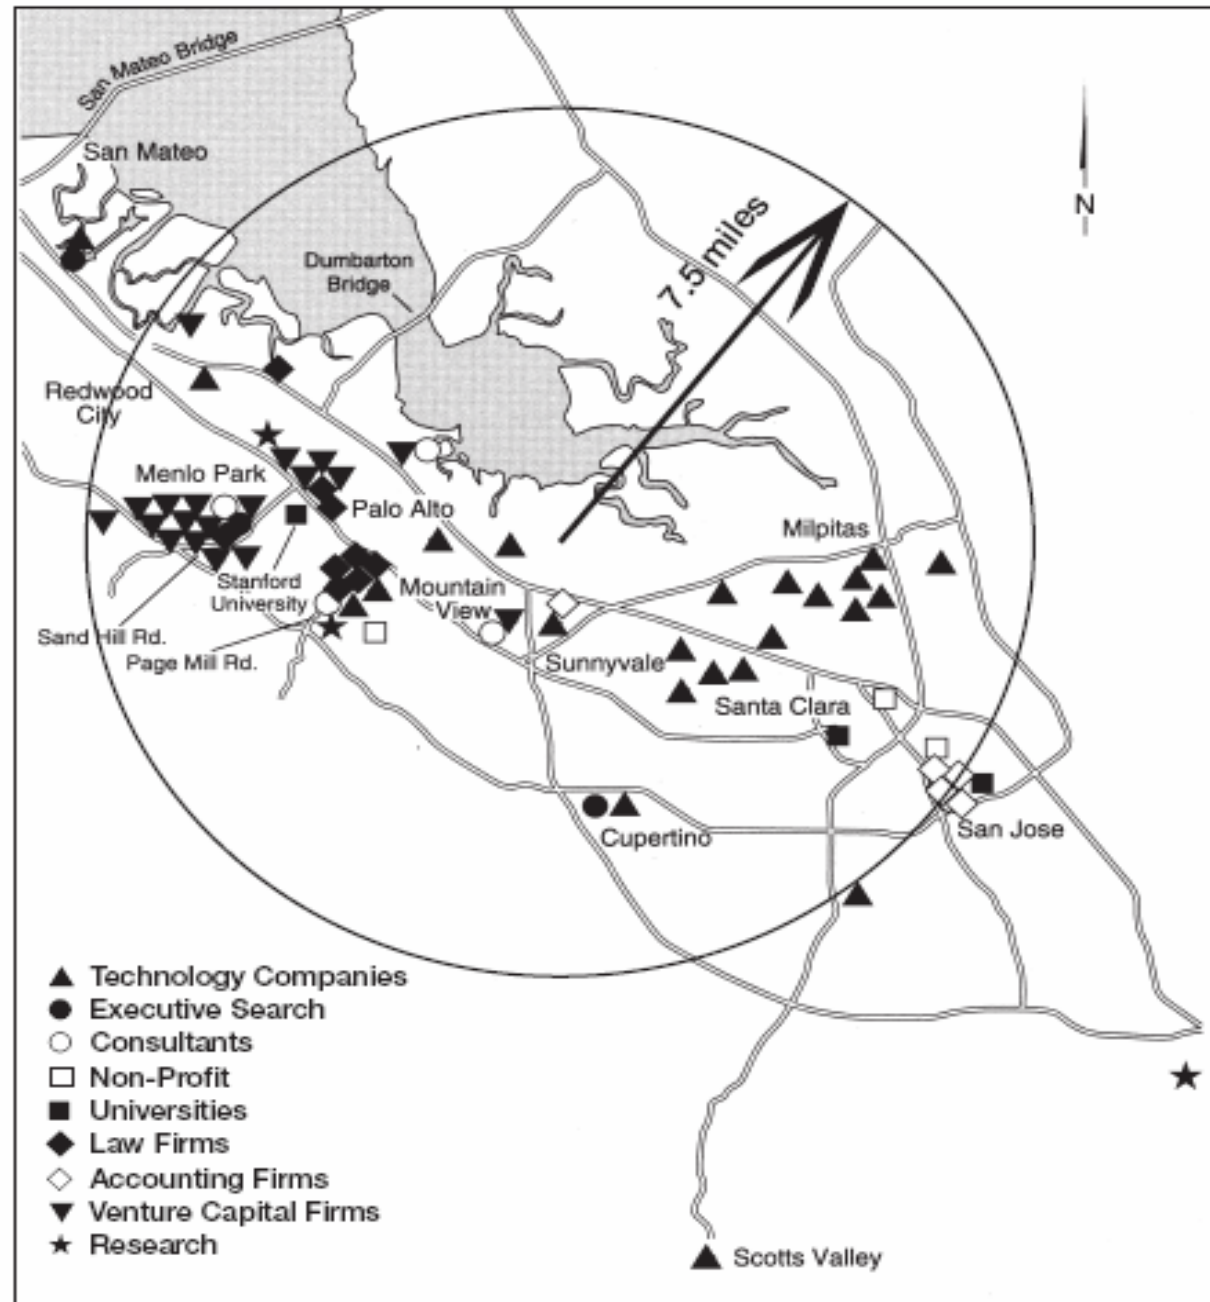 San Mateo Bridge
San Mateo
N
Dumbarton
Bridge
7.5 miles
Redwood
City
Menlo Park
Palo Alto
Milpitas
Stanford
University
Mountain
View
Sand Hill Rd.
Page Mill Rd.
Sunnyvale
Santa Clara
San Jose
Cupertino
Technology Companies
Executive Search
Consultants
Non-Profit
Universities
Law Firms
Accounting Firms
Venture Capital Firms
Research
Scotts Valley